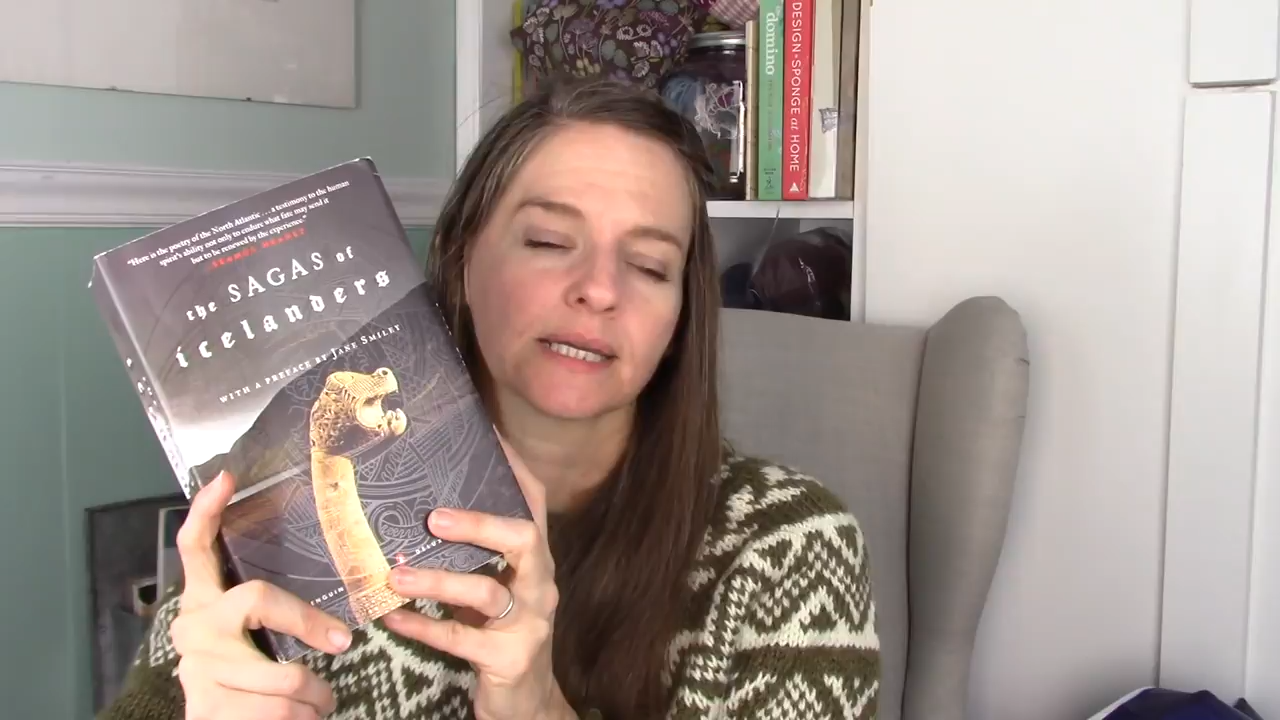 "Here is the poetry of the North Atlantic . . . a testimony to the human
spirit's ability not only to endure what fate may send it
but to be renewed by the experience."
SEAMUS HEANEY
the SAGAS of
icelanders
WITH A PREFACE BY JANE SMILEY
domino
DESIGN*SPONGE at HOME